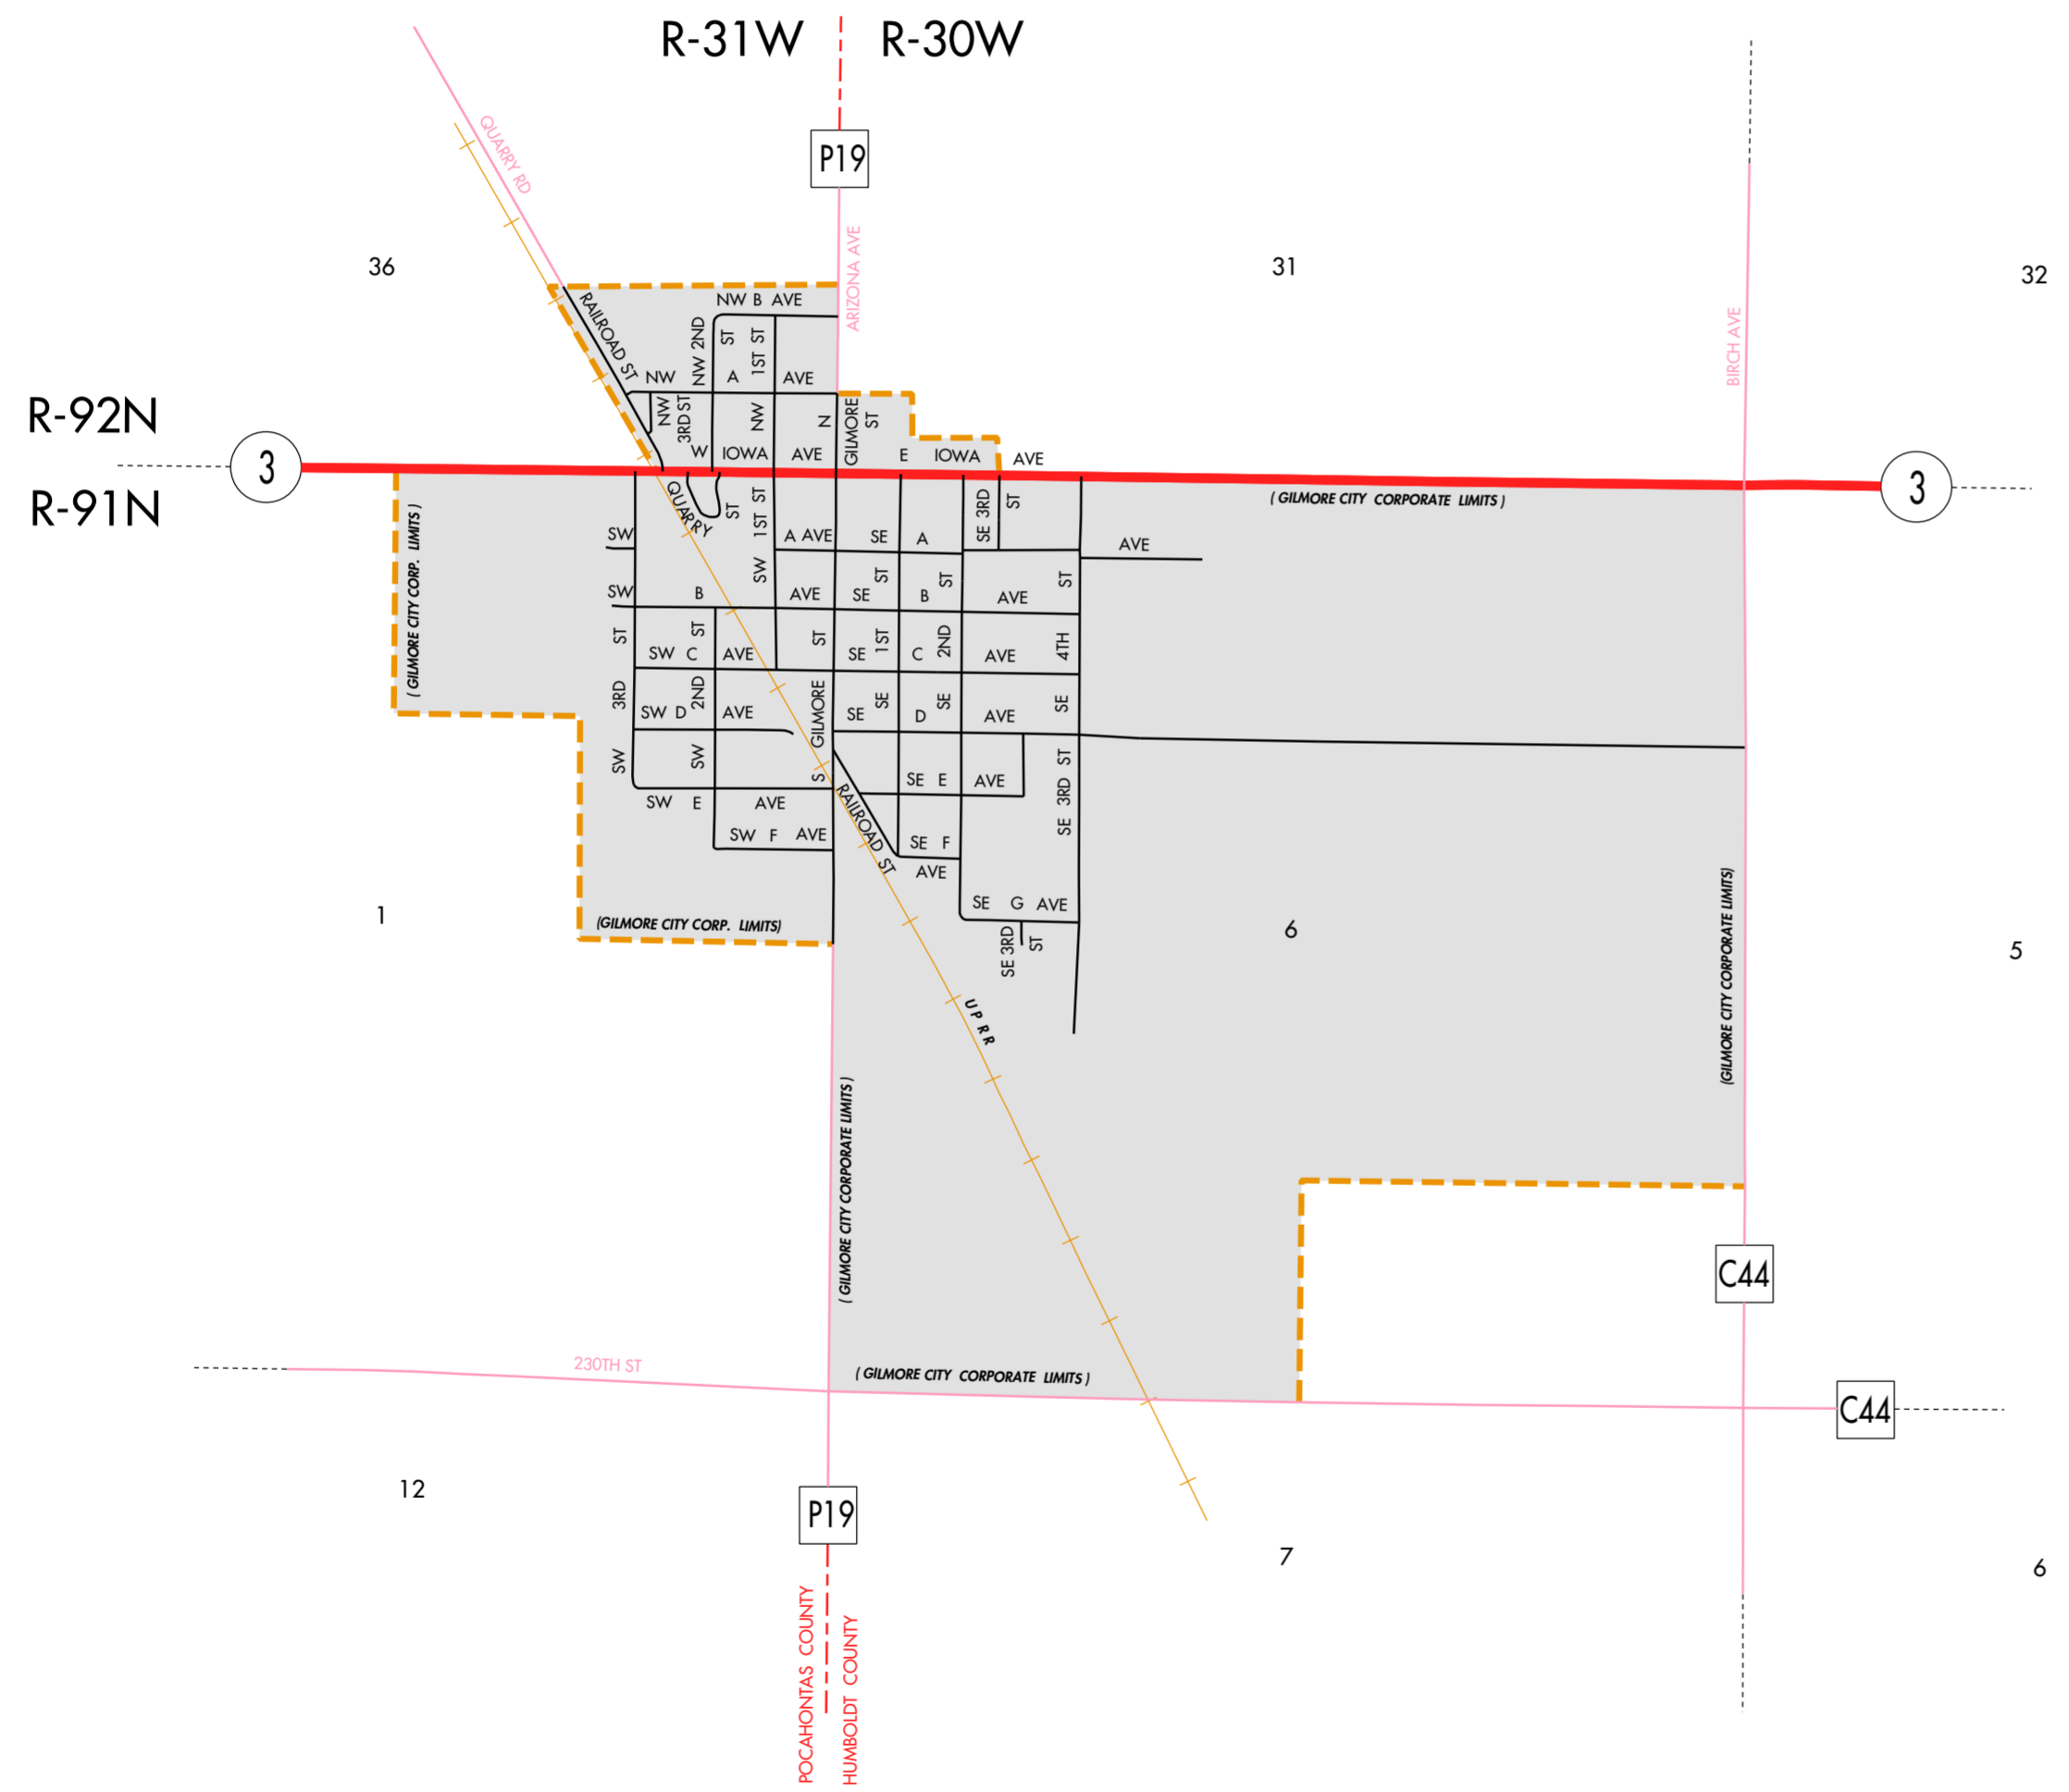 R-31W
R-30W
P19
QUARRY RD
ARIZONA AVE
36
31
32
BIRCH AVE
RAILROAD ST
NW B AVE
NW 2ND ST
NW 1ST ST
NW A AVE
NW 3RD ST
N GILMORE ST
W IOWA AVE
E IOWA AVE
R-92N
3
R-91N
3
( GILMORE CITY CORPORATE LIMITS )
( GILMORE CITY CORP. LIMITS )
QUARRY ST
SW 1ST ST
SE 3RD ST
SW
A AVE
SE A AVE
SW B AVE
SE B AVE
SW C AVE
SE C AVE
SW D AVE
SE D AVE
SW 3RD ST
SW 2ND ST
S GILMORE ST
SE 1ST ST
SE 2ND ST
SE 4TH ST
SW E AVE
SE E AVE
SE 3RD ST
RAILROAD ST
SW F AVE
SE F AVE
SE G AVE
SE 3RD ST
(GILMORE CITY CORP. LIMITS)
1
6
5
(GILMORE CITY CORPORATE LIMITS)
U P R R
( GILMORE CITY CORPORATE LIMITS )
C44
230TH ST
( GILMORE CITY CORPORATE LIMITS )
C44
12
P19
7
6
POCAHONTAS COUNTY
HUMBOLDT COUNTY